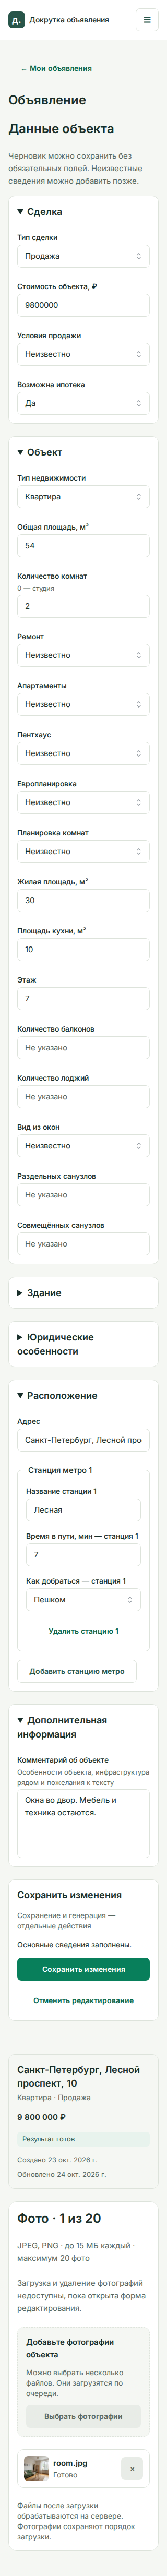 Д.
Докрутка объявления
← Мои объявления
Объявление
Данные объекта
Черновик можно сохранить без
обязательных полей. Неизвестные
сведения можно добавить позже.
▼ Сделка
Тип сделки
Продажа
Стоимость объекта, ₽
9800000
Условия продажи
Неизвестно
Возможна ипотека
Да
▼ Объект
Тип недвижимости
Квартира
Общая площадь, м²
54
Количество комнат
0 — студия
2
Ремонт
Неизвестно
Апартаменты
Неизвестно
Пентхаус
Неизвестно
Европланировка
Неизвестно
Планировка комнат
Неизвестно
Жилая площадь, м²
30
Площадь кухни, м²
10
Этаж
7
Количество балконов
Не указано
Количество лоджий
Не указано
Вид из окон
Неизвестно
Раздельных санузлов
Не указано
Совмещённых санузлов
Не указано
▶ Здание
▶ Юридические
особенности
▼ Расположение
Адрес
Санкт-Петербург, Лесной про
Станция метро 1
Название станции 1
Лесная
Время в пути, мин — станция 1
7
Как добраться — станция 1
Пешком
Удалить станцию 1
Добавить станцию метро
▼ Дополнительная
информация
Комментарий об объекте
Особенности объекта, инфраструктура
рядом и пожелания к тексту
Окна во двор. Мебель и
техника остаются.
Сохранить изменения
Сохранение и генерация —
отдельные действия
Основные сведения заполнены.
Сохранить изменения
Отменить редактирование
Санкт-Петербург, Лесной
проспект, 10
Квартира · Продажа
9 800 000 ₽
Результат готов
Создано 23 окт. 2026 г.
Обновлено 24 окт. 2026 г.
Фото · 1 из 20
JPEG, PNG · до 15 МБ каждый ·
максимум 20 фото
Загрузка и удаление фотографий
недоступны, пока открыта форма
редактирования.
Добавьте фотографии
объекта
Можно выбрать несколько
файлов. Они загрузятся по
очереди.
Выбрать фотографии
room.jpg
Готово
×
Файлы после загрузки
обрабатываются на сервере.
Фотографии сохраняют порядок
загрузки.